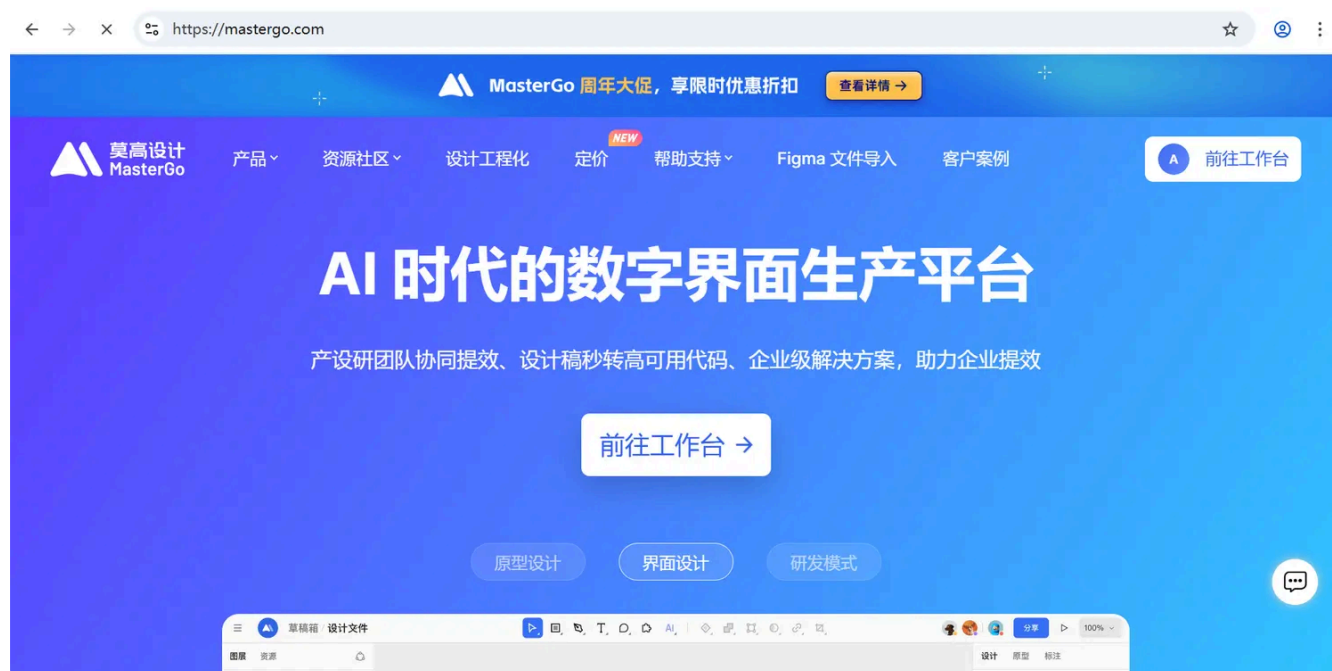 https://mastergo.com
MasterGo 周年大促，享限时优惠折扣 查看详情 →
莫高设计
MasterGo
产品 资源社区 设计工程化 定价 NEW 帮助支持 Figma 文件导入 客户案例 A 前往工作台
AI 时代的数字界面生产平台
产设研团队协同提效、设计稿秒转高可用代码、企业级解决方案，助力企业提效
前往工作台 →
原型设计 界面设计 研发模式
草稿箱 / 设计文件 T AI 分享 100%
图层 资源 设计 原型 标注